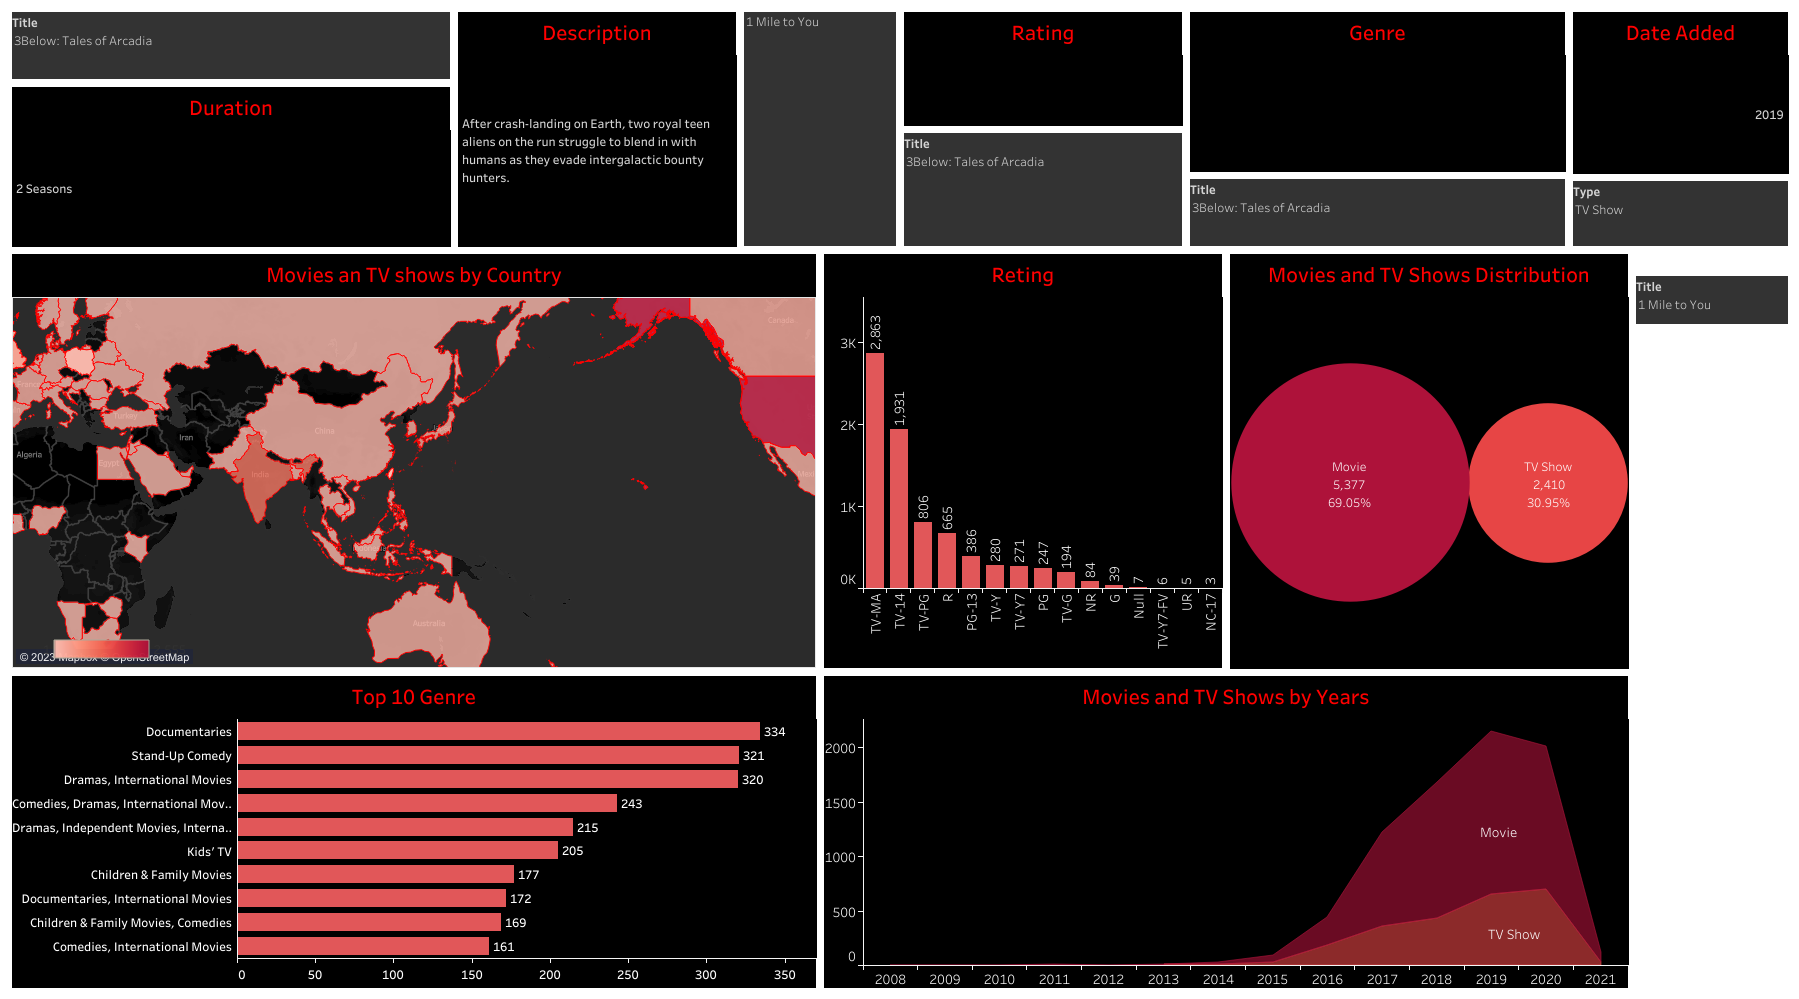 Title
3Below: Tales of Arcadia
Duration
2 Seasons
Description
After crash-landing on Earth, two royal teen
aliens on the run struggle to blend in with
humans as they evade intergalactic bounty
hunters.
1 Mile to You
Rating
Title
3Below: Tales of Arcadia
Genre
Title
3Below: Tales of Arcadia
Date Added
2019
Type
TV Show
Movies an TV shows by Country
Canada
France
Turkey
China
Iran
Algeria
Egypt
India
Indonesia
Australia
© 2023 Mapbox © OpenStreetMap
Reting
3K
2K
1K
0K
2,863
1,931
806
665
386
280
271
247
194
84
39
7
6
5
3
TV-MA
TV-14
TV-PG
R
PG-13
TV-Y
TV-Y7
PG
TV-G
NR
G
Null
TV-Y7-FV
UR
NC-17
Movies and TV Shows Distribution
Movie
5,377
69.05%
TV Show
2,410
30.95%
Title
1 Mile to You
Top 10 Genre
Documentaries 334
Stand-Up Comedy 321
Dramas, International Movies 320
Comedies, Dramas, International Mov.. 243
Dramas, Independent Movies, Interna.. 215
Kids' TV 205
Children & Family Movies 177
Documentaries, International Movies 172
Children & Family Movies, Comedies 169
Comedies, International Movies 161
0 50 100 150 200 250 300 350
Movies and TV Shows by Years
2000
1500
1000
500
0
Movie
TV Show
2008 2009 2010 2011 2012 2013 2014 2015 2016 2017 2018 2019 2020 2021